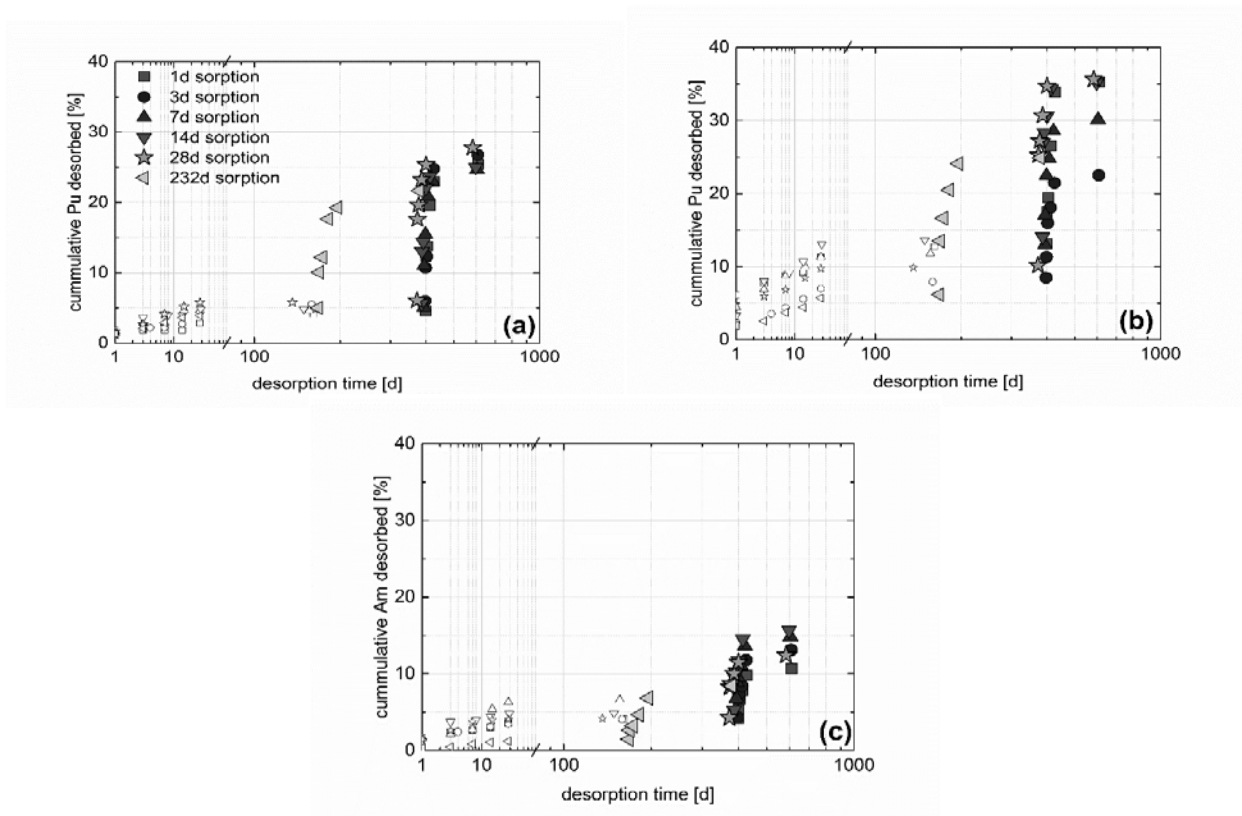 40
30
20
10
0
cummulative Pu desorbed [%]
1d sorption
3d sorption
7d sorption
14d sorption
28d sorption
232d sorption
(a)
1 10 100 1000
desorption time [d]
40
30
20
10
0
cummulative Pu desorbed [%]
(b)
1 10 100 1000
desorption time [d]
40
30
20
10
0
cummulative Am desorbed [%]
(c)
1 10 100 1000
desorption time [d]